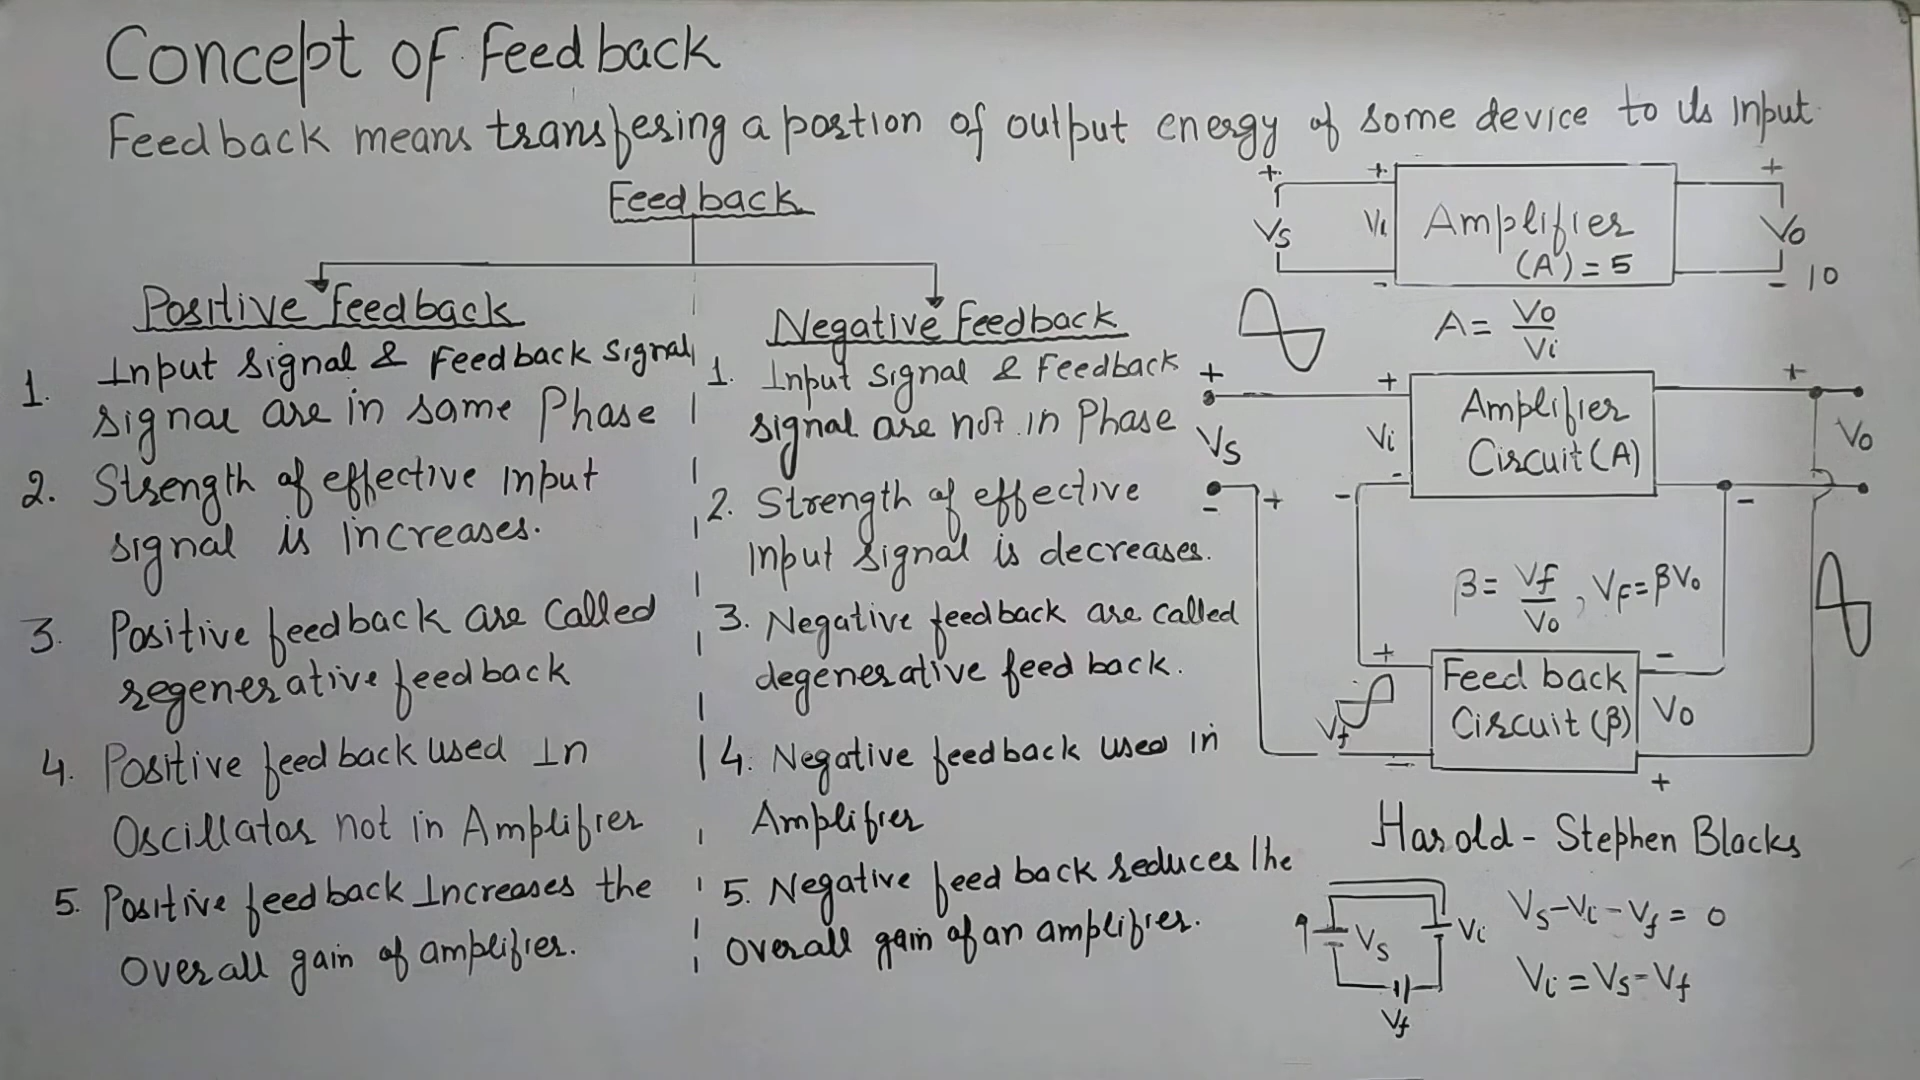 Concept of Feedback
Feedback means transfering a portion of output energy of some device to its input.
Feedback
Positive Feedback
1. Input signal & Feedback signal
signal are in same Phase
2. Strength of effective input
signal is increases.
3. Positive feedback are Called
regenerative feedback
4. Positive feedback used In
Oscillator not in Amplifier
5. Positive feedback Increases the
Overall gain of amplifier.
Negative Feedback
1. Input signal & Feedback
signal are not in Phase
2. Strength of effective
input signal is decreases.
3. Negative feedback are called
degenerative feed back.
4. Negative feedback used in
Amplifier
5. Negative feed back reduces the
Overall gain of an amplifier.
+ + +
Vs Vi Amplifier Vo
(A) = 5
- - 10
A = Vo
Vi
+ + +
Vs Vi Amplifier Vo
Circuit (A)
- + - - -
β = Vf , VF = βVo
Vo
+ -
Vf Feed back Vo
Circuit (β)
- +
Harold - Stephen Blacks
Vs Vi
Vf
Vs-Vi-Vf = 0
Vi = Vs-Vf